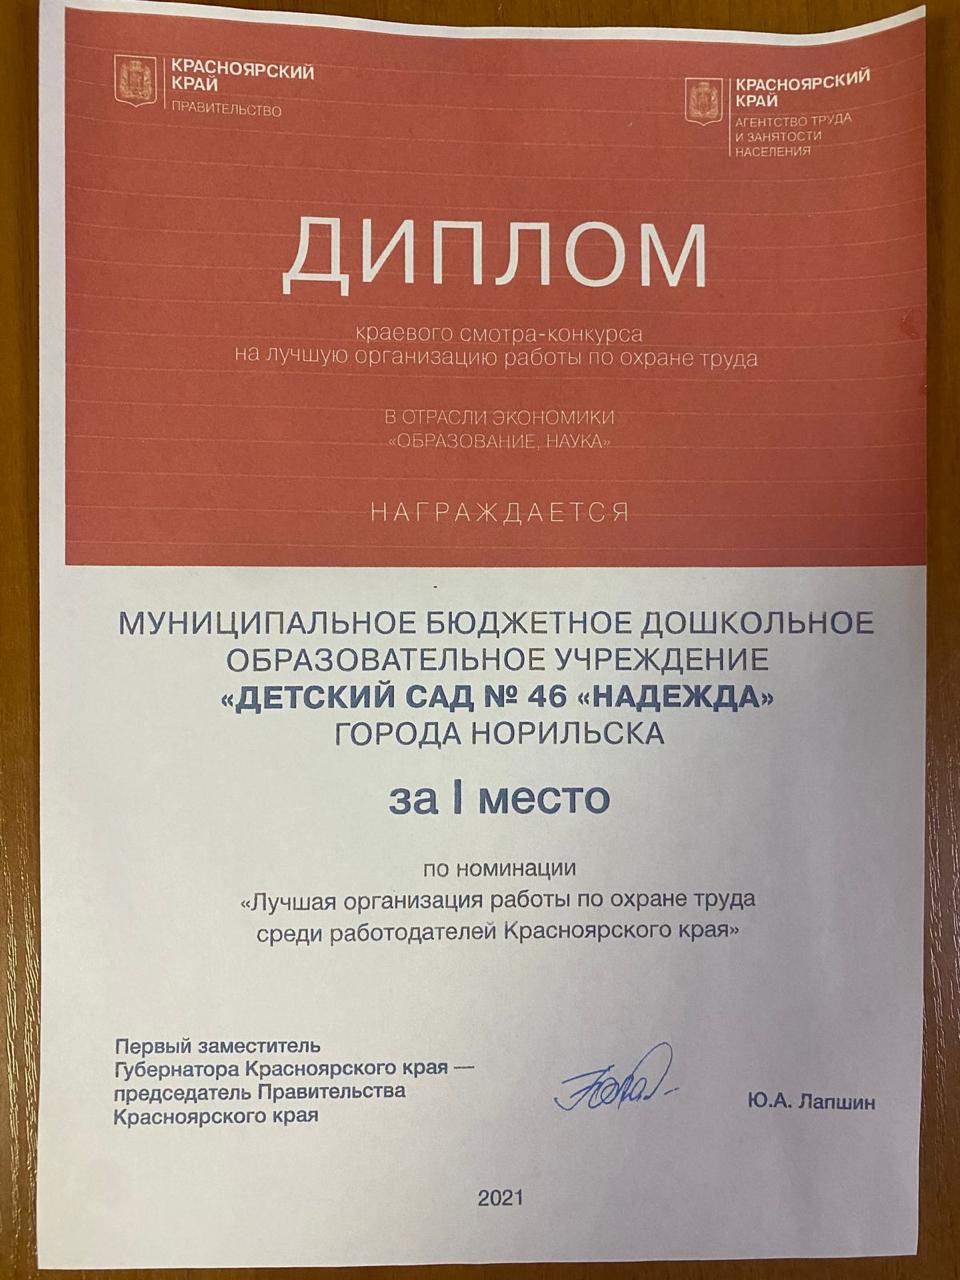 КРАСНОЯРСКИЙ
КРАЙ
ПРАВИТЕЛЬСТВО
КРАСНОЯРСКИЙ
КРАЙ
АГЕНТСТВО ТРУДА
И ЗАНЯТОСТИ
НАСЕЛЕНИЯ
ДИПЛОМ
краевого смотра-конкурса
на лучшую организацию работы по охране труда
В ОТРАСЛИ ЭКОНОМИКИ
«ОБРАЗОВАНИЕ, НАУКА»
НАГРАЖДАЕТСЯ
МУНИЦИПАЛЬНОЕ БЮДЖЕТНОЕ ДОШКОЛЬНОЕ
ОБРАЗОВАТЕЛЬНОЕ УЧРЕЖДЕНИЕ
«ДЕТСКИЙ САД № 46 «НАДЕЖДА»
ГОРОДА НОРИЛЬСКА
за I место
по номинации
«Лучшая организация работы по охране труда
среди работодателей Красноярского края»
Первый заместитель
Губернатора Красноярского края —
председатель Правительства
Красноярского края
Ю.А. Лапшин
2021